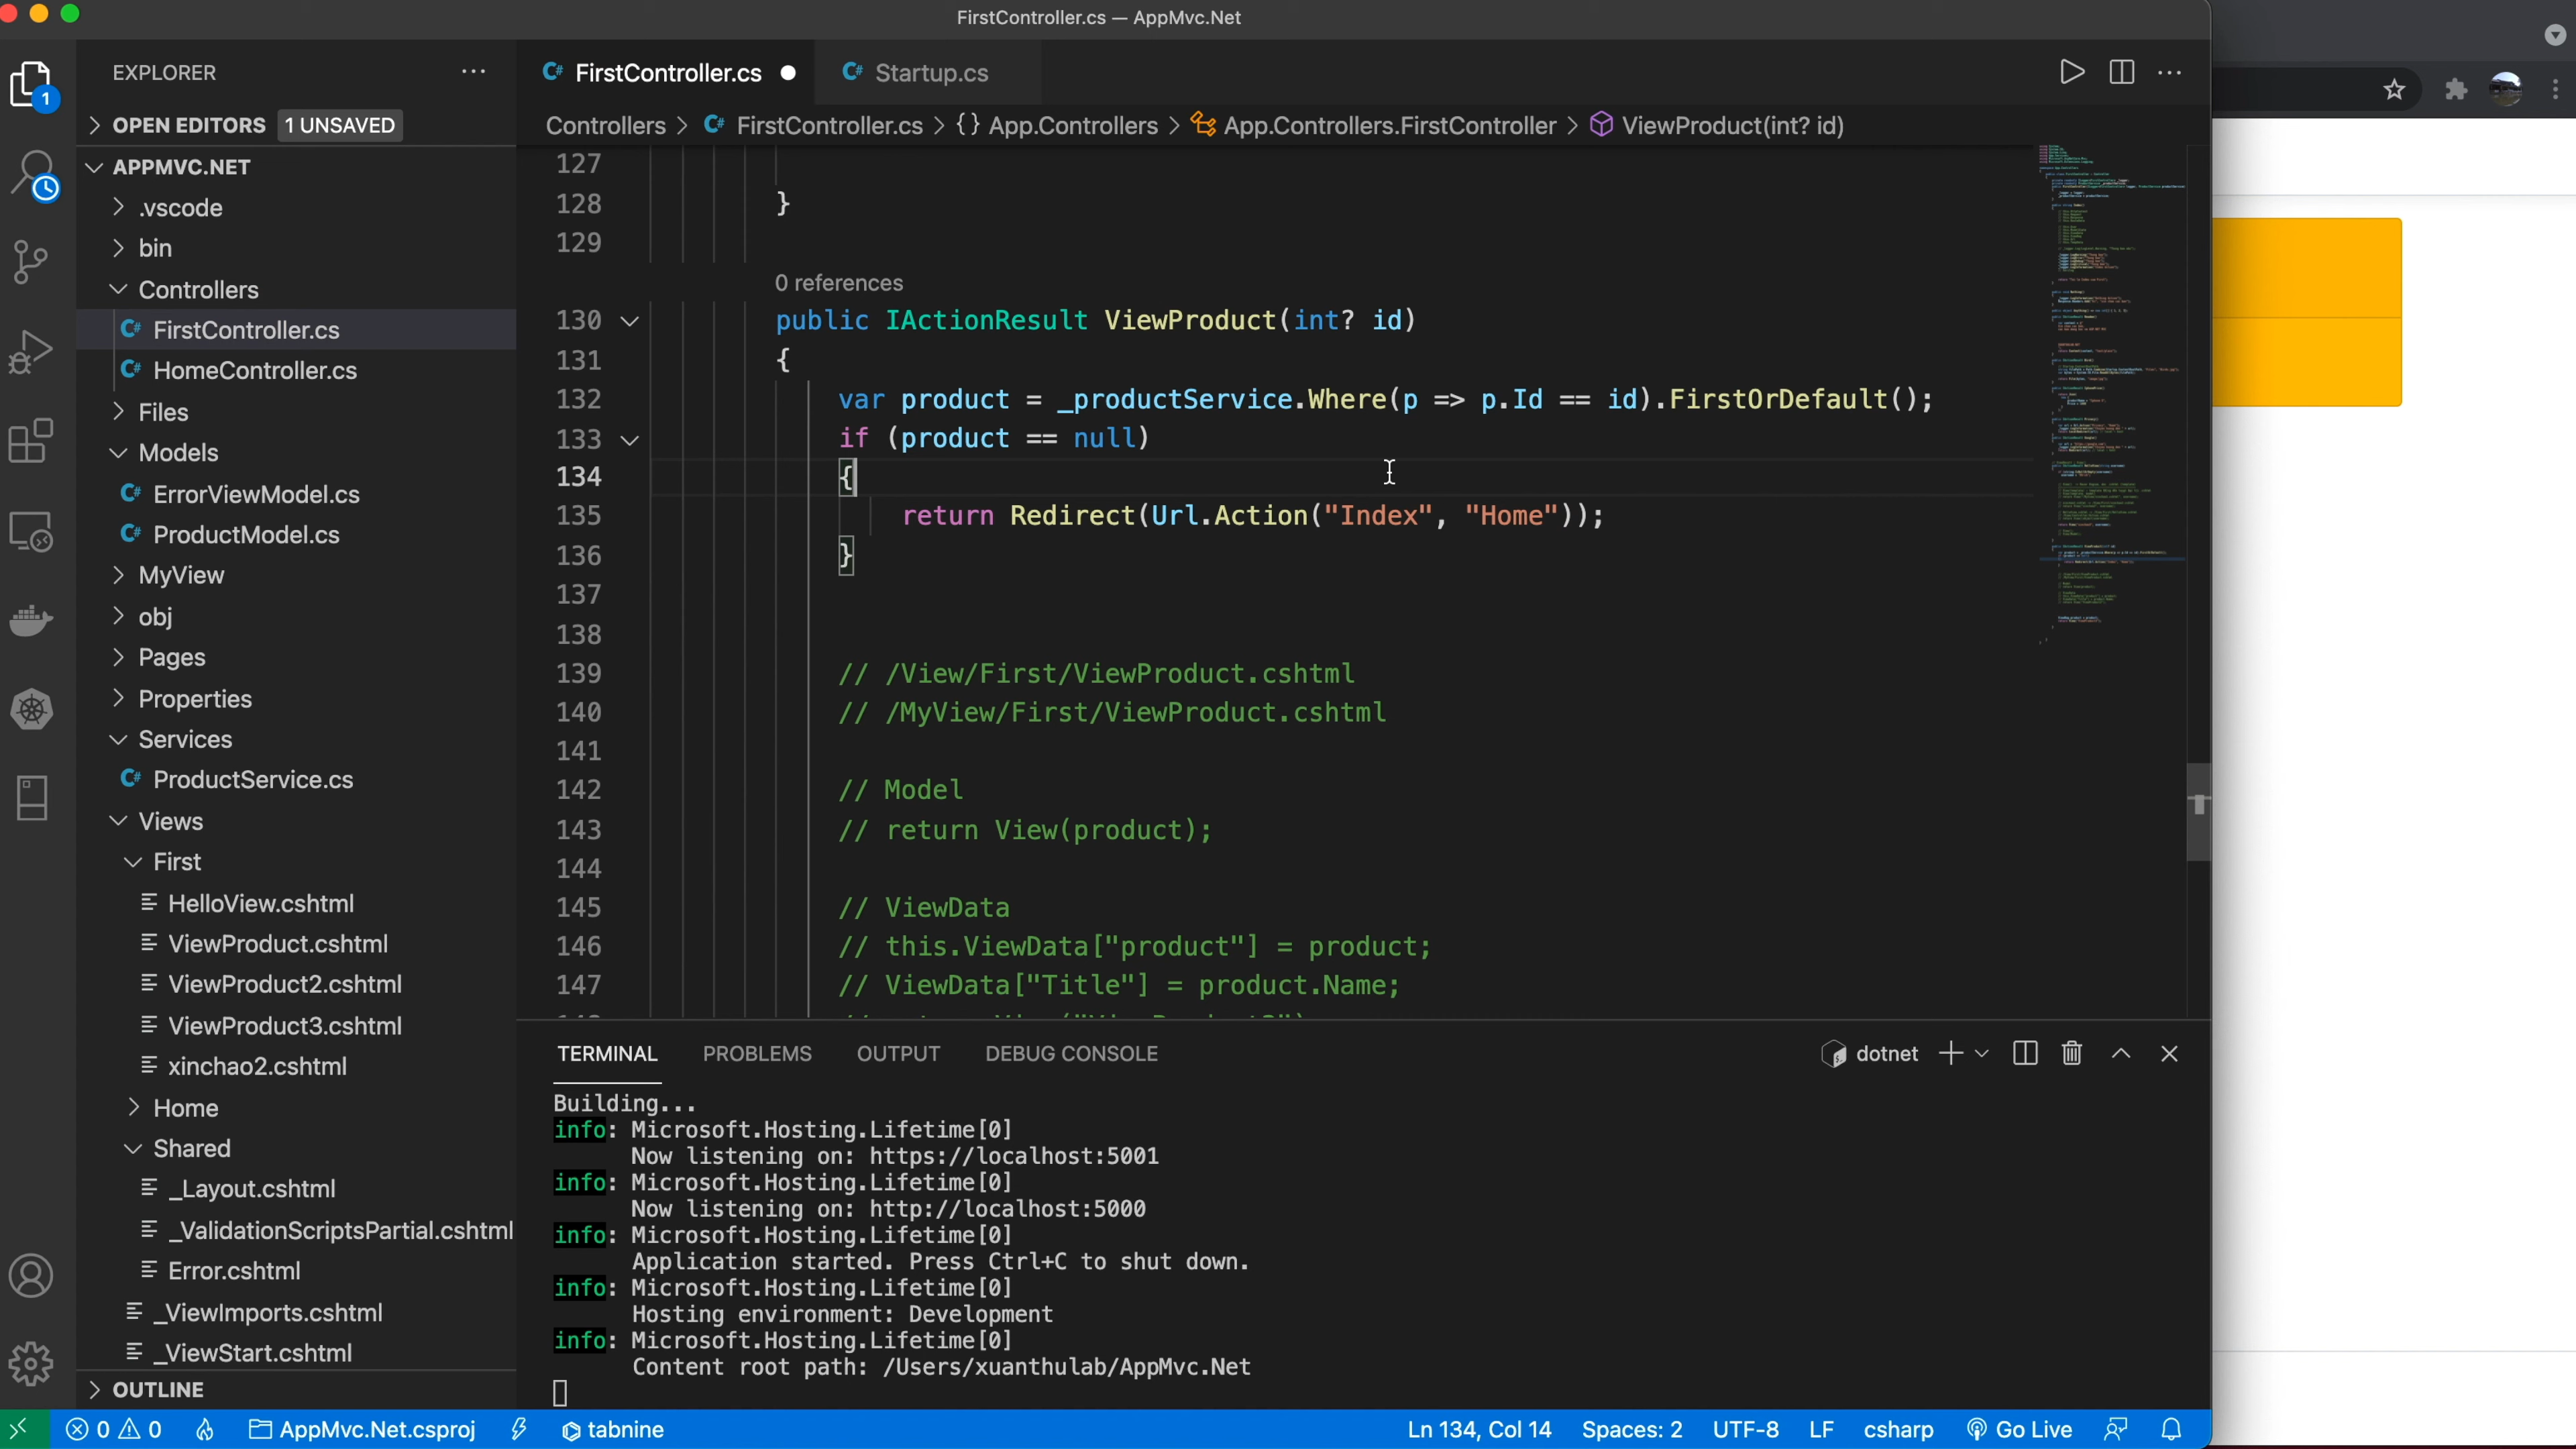 FirstController.cs — AppMvc.Net
EXPLORER
FirstController.cs
Startup.cs
1
OPEN EDITORS 1 UNSAVED
Controllers > FirstController.cs > {} App.Controllers > App.Controllers.FirstController > ViewProduct(int? id)
APPMVC.NET
.vscode
bin
Controllers
FirstController.cs
HomeController.cs
Files
Models
ErrorViewModel.cs
ProductModel.cs
MyView
obj
Pages
Properties
Services
ProductService.cs
Views
First
HelloView.cshtml
ViewProduct.cshtml
ViewProduct2.cshtml
ViewProduct3.cshtml
xinchao2.cshtml
Home
Shared
_Layout.cshtml
_ValidationScriptsPartial.cshtml
Error.cshtml
_ViewImports.cshtml
_ViewStart.cshtml
OUTLINE
127
128 }
129
0 references
130 public IActionResult ViewProduct(int? id)
131 {
132 var product = _productService.Where(p => p.Id == id).FirstOrDefault();
133 if (product == null)
134 {
135 return Redirect(Url.Action("Index", "Home"));
136 }
137
138
139 // /View/First/ViewProduct.cshtml
140 // /MyView/First/ViewProduct.cshtml
141
142 // Model
143 // return View(product);
144
145 // ViewData
146 // this.ViewData["product"] = product;
147 // ViewData["Title"] = product.Name;
TERMINAL PROBLEMS OUTPUT DEBUG CONSOLE
dotnet
Building...
info: Microsoft.Hosting.Lifetime[0]
Now listening on: https://localhost:5001
info: Microsoft.Hosting.Lifetime[0]
Now listening on: http://localhost:5000
info: Microsoft.Hosting.Lifetime[0]
Application started. Press Ctrl+C to shut down.
info: Microsoft.Hosting.Lifetime[0]
Hosting environment: Development
info: Microsoft.Hosting.Lifetime[0]
Content root path: /Users/xuanthulab/AppMvc.Net
0 0 AppMvc.Net.csproj tabnine Ln 134, Col 14 Spaces: 2 UTF-8 LF csharp Go Live